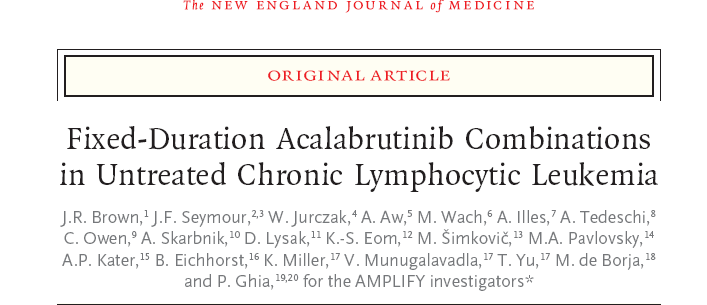 The NEW ENGLAND JOURNAL of MEDICINE
ORIGINAL ARTICLE
Fixed-Duration Acalabrutinib Combinations
in Untreated Chronic Lymphocytic Leukemia
J.R. Brown,¹ J.F. Seymour,²,³ W. Jurczak,⁴ A. Aw,⁵ M. Wach,⁶ A. Illes,⁷ A. Tedeschi,⁸
C. Owen,⁹ A. Skarbnik,¹⁰ D. Lysak,¹¹ K.-S. Eom,¹² M. Šimkovič,¹³ M.A. Pavlovsky,¹⁴
A.P. Kater,¹⁵ B. Eichhorst,¹⁶ K. Miller,¹⁷ V. Munugalavadla,¹⁷ T. Yu,¹⁷ M. de Borja,¹⁸
and P. Ghia,¹⁹,²⁰ for the AMPLIFY investigators*